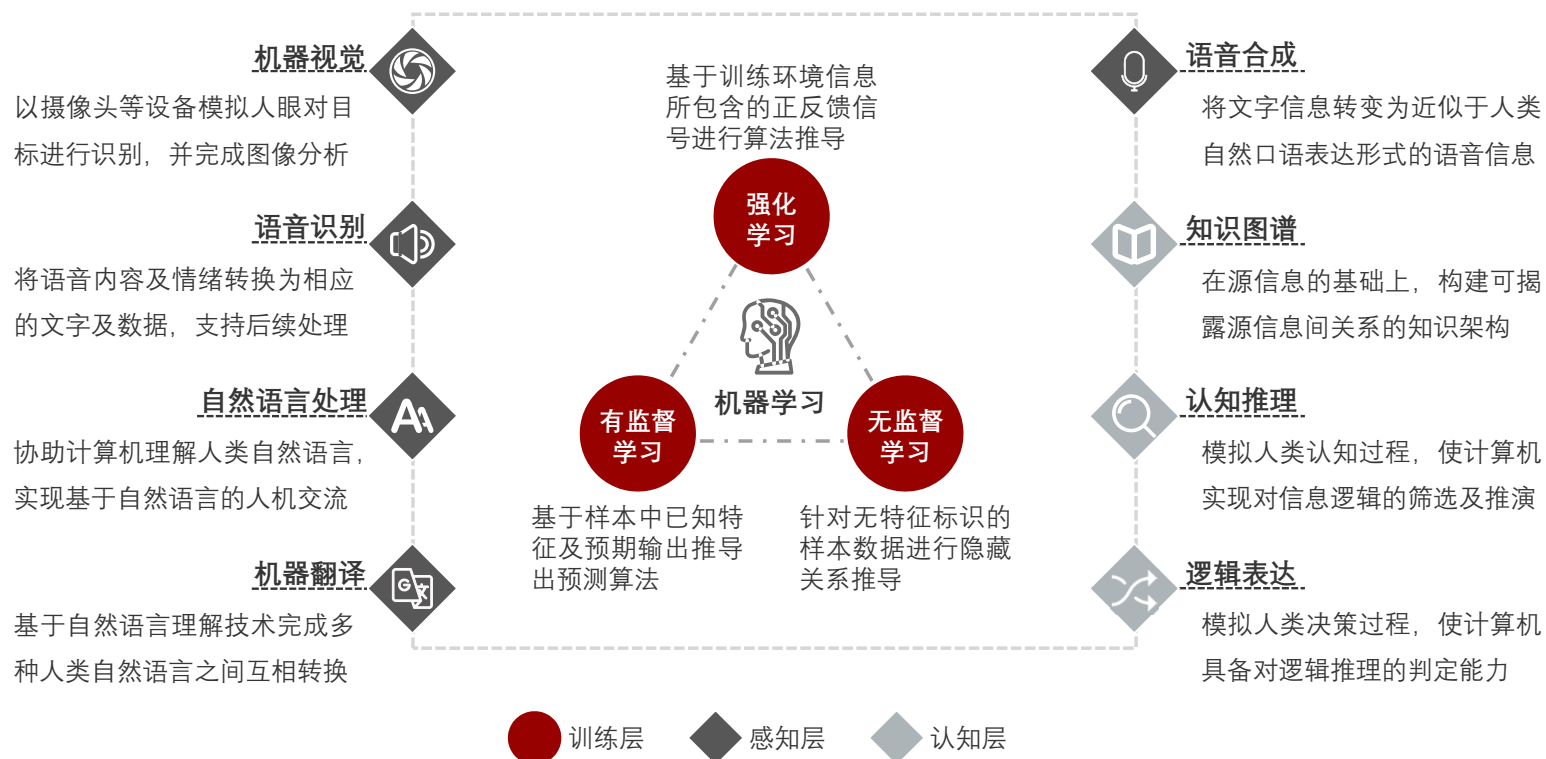 机器视觉
以摄像头等设备模拟人眼对目
标进行识别，并完成图像分析
语音识别
将语音内容及情绪转换为相应
的文字及数据，支持后续处理
自然语言处理
协助计算机理解人类自然语言，
实现基于自然语言的人机交流
机器翻译
基于自然语言理解技术完成多
种人类自然语言之间互相转换
基于训练环境信息
所包含的正反馈信
号进行算法推导
强化
学习
机器学习
有监督
学习
基于样本中已知特
征及预期输出推导
出预测算法
无监督
学习
针对无特征标识的
样本数据进行隐藏
关系推导
语音合成
将文字信息转变为近似于人类
自然口语表达形式的语音信息
知识图谱
在源信息的基础上，构建可揭
露源信息间关系的知识架构
认知推理
模拟人类认知过程，使计算机
实现对信息逻辑的筛选及推演
逻辑表达
模拟人类决策过程，使计算机
具备对逻辑推理的判定能力
训练层
感知层
认知层